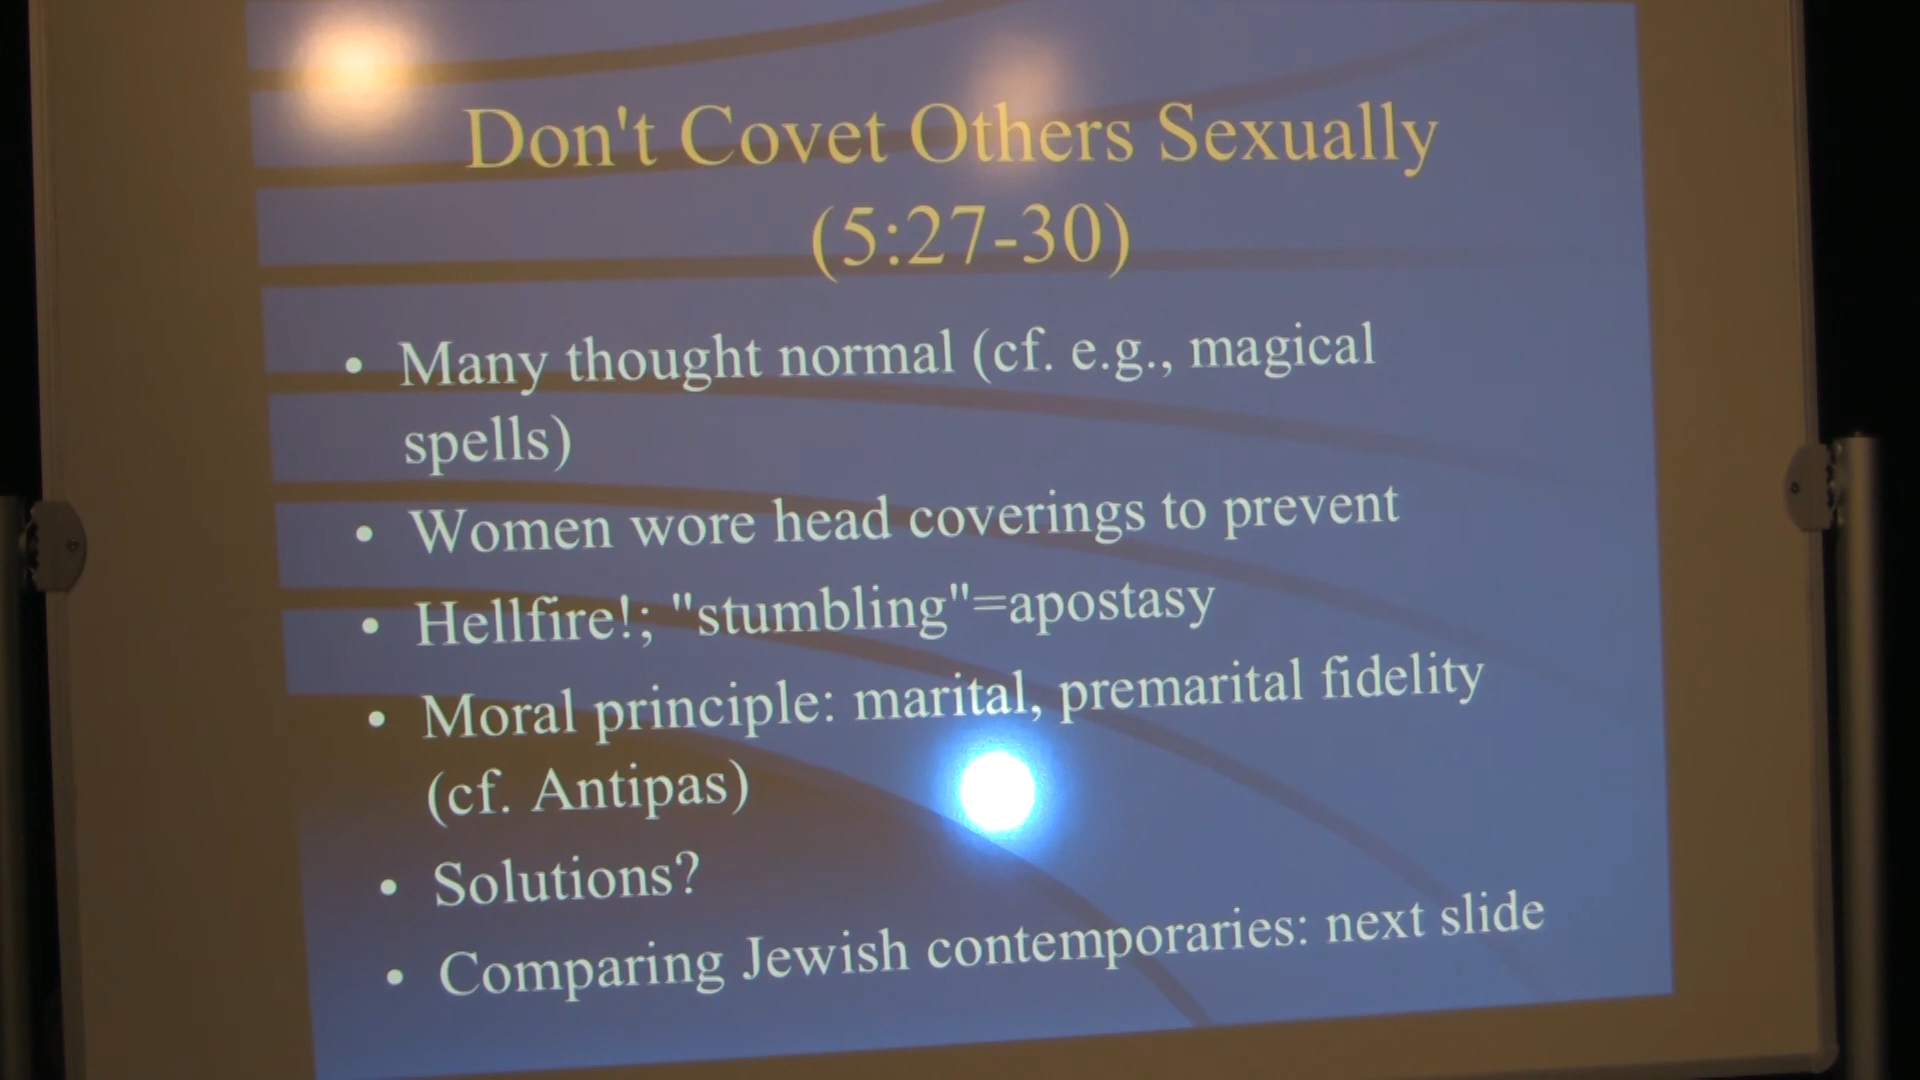 Don't Covet Others Sexually
(5:27-30)
• Many thought normal (cf. e.g., magical
spells)
• Women wore head coverings to prevent
• Hellfire!; "stumbling"=apostasy
• Moral principle: marital, premarital fidelity
(cf. Antipas)
• Solutions?
• Comparing Jewish contemporaries: next slide